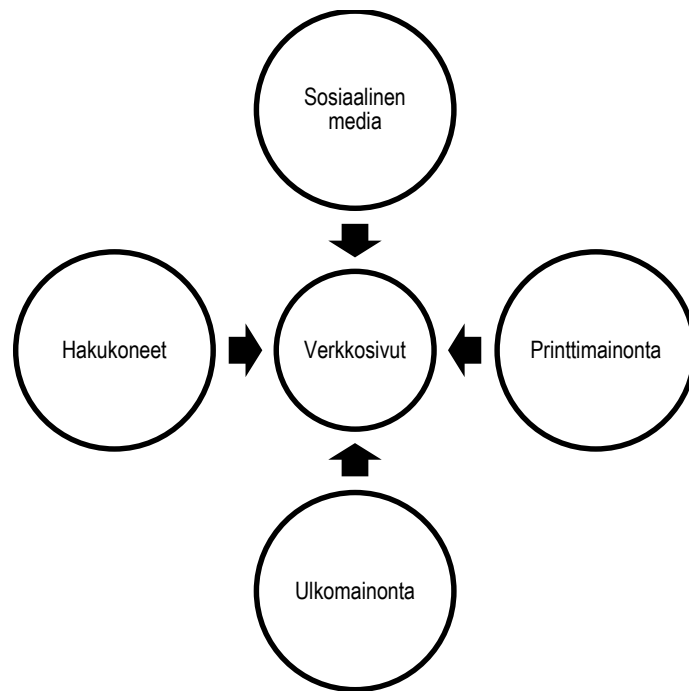 Sosiaalinen
media
Hakukoneet
Verkkosivut
Printtimainonta
Ulkomainonta